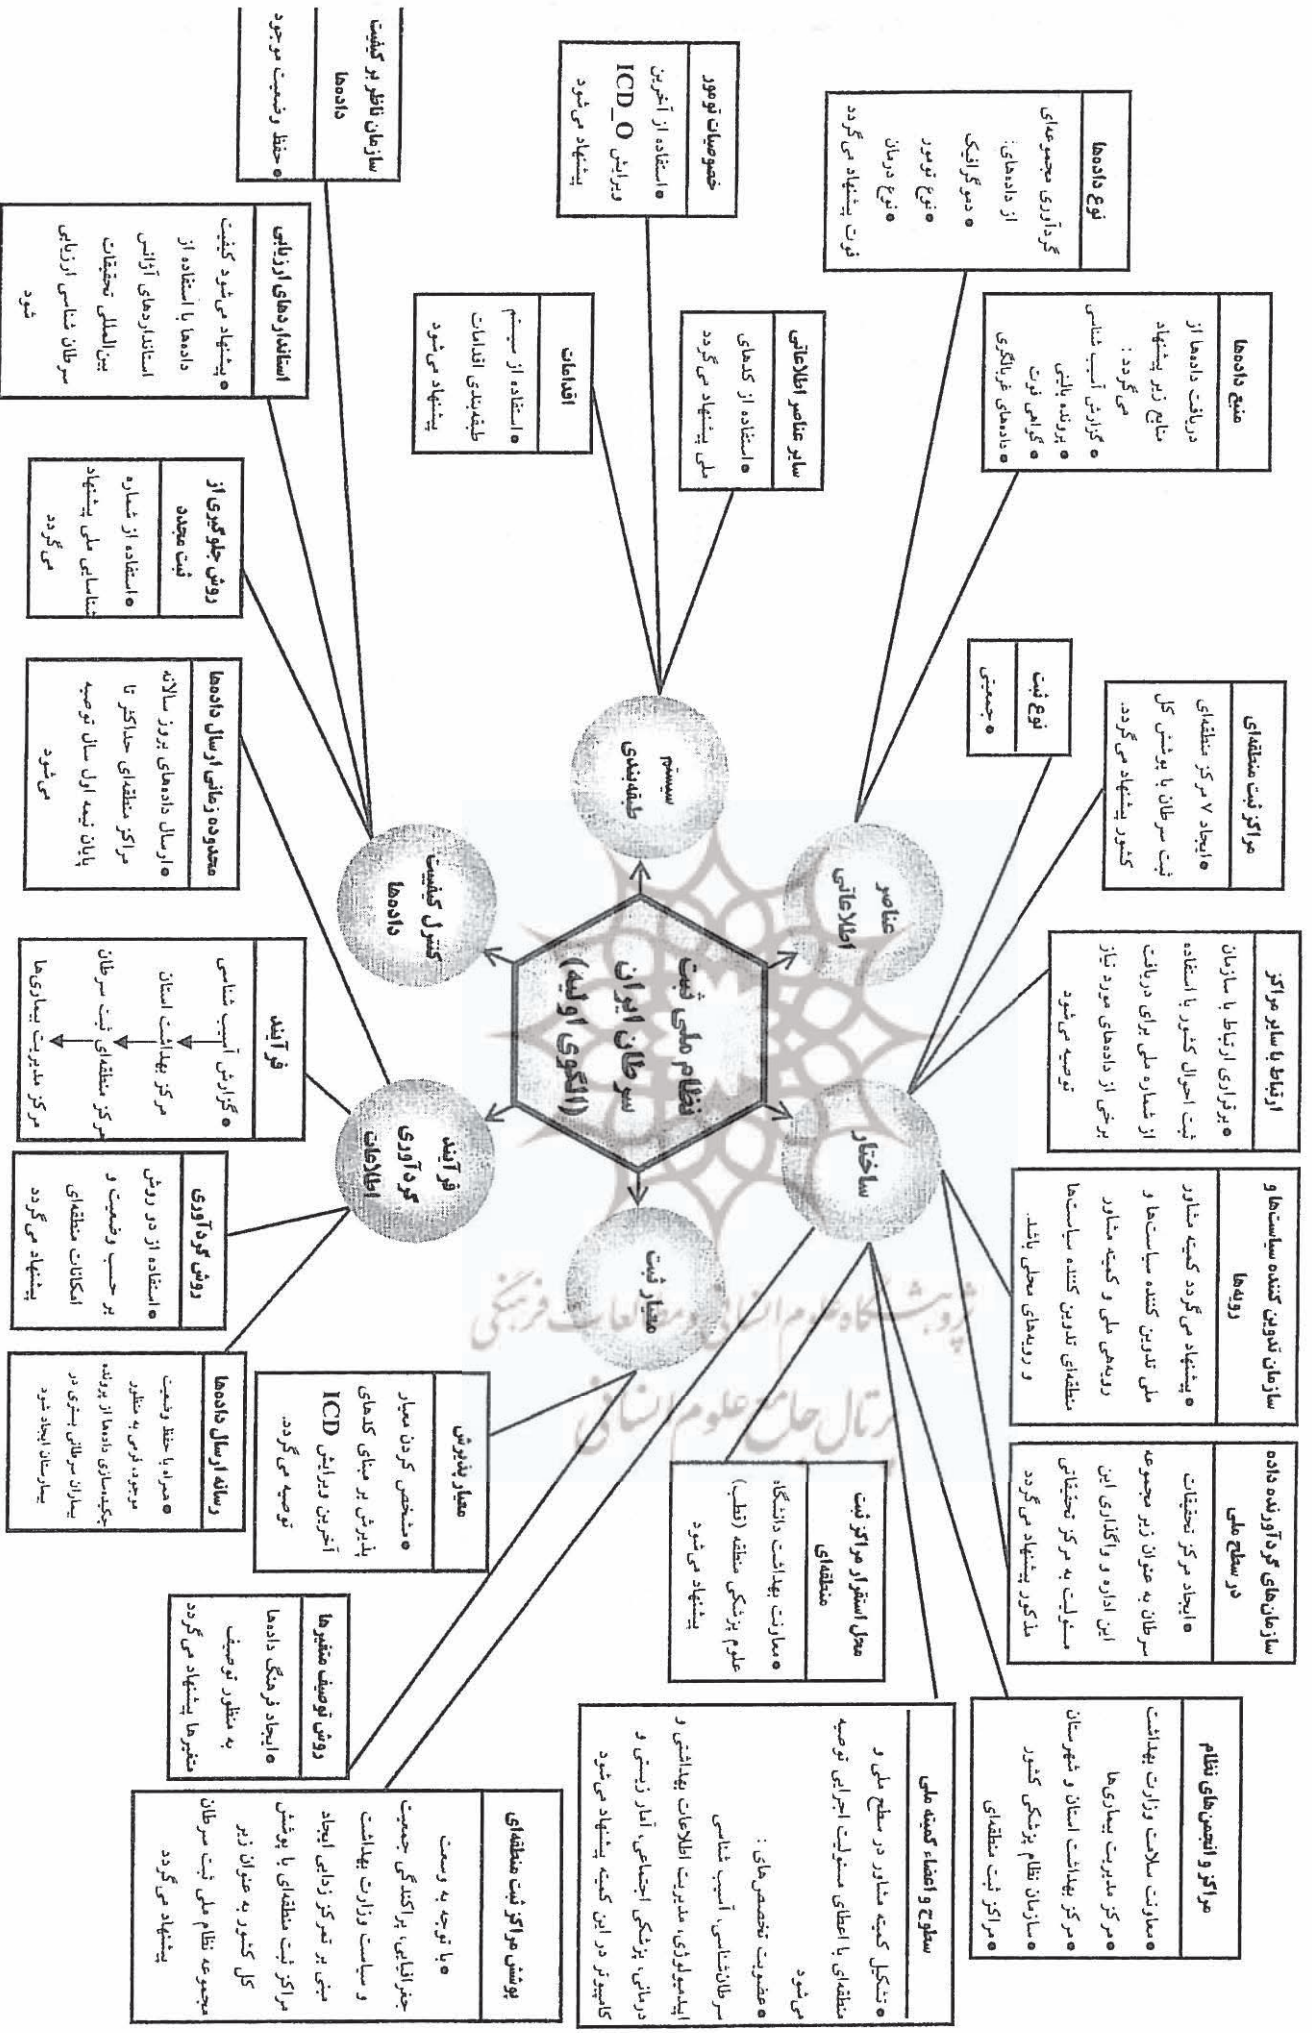 نوع داده‌ها
گردآوری مجموعه‌ای
از داده‌های:
• دموگرافیک
• نوع تومور
• نوع درمان
فوت پیشنهاد می‌گردد
منبع داده‌ها
دریافت داده‌ها از
منابع زیر پیشنهاد
می‌گردد :
• گزارش آسیب شناسی
• پرونده بالینی
• گواهی فوت
• داده‌های غربالگری
خصوصیات تومور
• استفاده از آخرین
ویرایش ICD_O
پیشنهاد می‌شود
سایر عناصر اطلاعاتی
• استفاده از کدهای
ملی پیشنهاد می‌گردد
اقدامات
• استفاده از سیستم
طبقه‌بندی اقدامات
پیشنهاد می‌شود
سازمان ناظر بر کیفیت
داده‌ها
• حفظ وضعیت موجود
استانداردهای ارزیابی
• پیشنهاد می‌شود کیفیت
داده‌ها با استفاده از
استانداردهای آژانس
بین‌المللی تحقیقات
سرطان شناسی ارزیابی
شود
روش جلوگیری از
ثبت مجدد
• استفاده از شماره
شناسایی ملی پیشنهاد
می‌گردد
محدوده زمانی ارسال داده‌ها
• ارسال داده‌های بروز سالانه
مراکز منطقه‌ای حداکثر تا
پایان نیمه اول سال توصیه
می‌شود
فرآیند
• گزارش آسیب شناسی
مرکز بهداشت استان
مرکز منطقه‌ای ثبت سرطان
مرکز مدیریت بیماری‌ها
روش گردآوری
• استفاده از دو روش
بر حسب وضعیت و
امکانات منطقه‌ای
پیشنهاد می‌گردد
رسانه ارسال داده‌ها
• همراه با حفظ وضعیت
موجود، فرمی به منظور
چکیده‌سازی داده‌ها از پرونده
بیماران سرطانی بستری در
بیمارستان ایجاد شود
نوع ثبت
• جمعیتی
مراکز ثبت منطقه‌ای
• ایجاد ۷ مرکز منطقه‌ای
ثبت سرطان با پوشش کل
کشور پیشنهاد می‌گردد.
ارتباط با سایر مراکز
• برقراری ارتباط با سازمان
ثبت احوال کشور با استفاده
از شماره ملی برای دریافت
برخی از داده‌های مورد نیاز
توصیه می‌شود
سازمان تدوین کننده سیاست‌ها و
رویه‌ها
• پیشنهاد می‌گردد کمیته مشاور
ملی تدوین کننده سیاست‌ها و
رویه‌هی ملی و کمیته مشاور
منطقه‌ای تدوین کننده سیاست‌ها
و رویه‌های محلی باشد.
سازمان‌های گردآورنده داده
در سطح ملی
• ایجاد مرکز تحقیقات
سرطان به عنوان زیر مجموعه
این اداره و واگذاری این
مسئولیت به مرکز تحقیقاتی
مذکور پیشنهاد می‌گردد
مراکز و انجمن‌های نظام
• معاونت سلامت وزارت بهداشت
• مرکز مدیریت بیماری‌ها
• مرکز بهداشت استان و شهرستان
• سازمان نظام پزشکی کشور
• مراکز ثبت منطقه‌ای
سطوح و اعضاء کمیته ملی
• تشکیل کمیته مشاور در سطح ملی و
منطقه‌ای با اعطای مسئولیت اجرایی توصیه
می‌شود
• عضویت تخصص‌های :
سرطان‌شناسی، آسیب شناسی
اپیدمیولوژی، مدیریت اطلاعات بهداشتی و
درمانی، پزشکی اجتماعی، آمار زیستی و
کامپیوتر در این کمیته پیشنهاد می‌شود
محل استقرار مراکز ثبت
منطقه‌ای
• معاونت بهداشت دانشگاه
علوم پزشکی منطقه (قطب)
پیشنهاد می‌شود
پوشش مراکز ثبت منطقه‌ای
• با توجه به وسعت
جغرافیایی، پراکندگی جمعیت
و سیاست وزارت بهداشت
مبنی بر تمرکز زدایی ایجاد
مراکز ثبت منطقه‌ای با پوشش
کل کشور به عنوان زیر
مجموعه نظام ملی ثبت سرطان
پیشنهاد می‌گردد
معیار پذیرش
• مشخص کردن معیار
پذیرش بر مبنای کدهای
آخرین ویرایش ICD
توصیه می‌گردد.
روش توصیف متغیرها
• ایجاد فرهنگ داده‌ها
به منظور توصیف
متغیرها پیشنهاد می‌گردد
عناصر
اطلاعاتی
سیستم
طبقه‌بندی
کنترل کیفیت
داده‌ها
فرآیند
گردآوری
اطلاعات
معیار ثبت
ساختار
نظام ملی ثبت
سرطان ایران
(الگوی اولیه)
پژوهشگاه علوم انسانی و مطالعات فرهنگی
پرتال جامع علوم انسانی